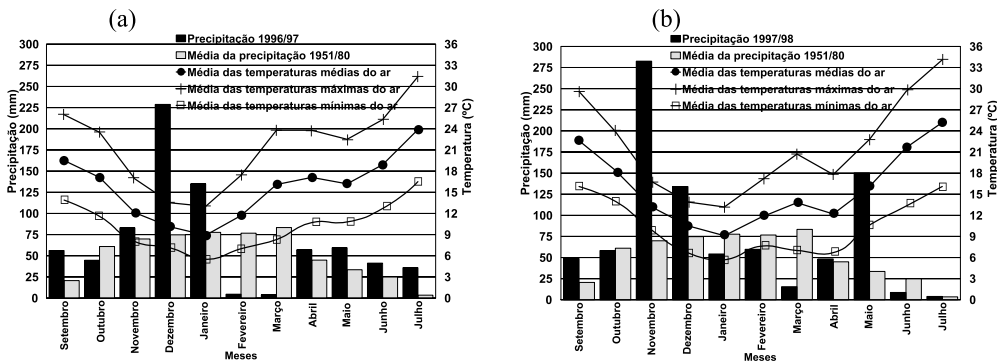 (a)
Precipitação 1996/97
Média da precipitação 1951/80
Média das temperaturas médias do ar
Média das temperaturas máximas do ar
Média das temperaturas mínimas do ar
Precipitação (mm)
300
275
250
225
200
175
150
125
100
75
50
25
0
36
33
30
27
24
21
18
15
12
9
6
3
0
Temperatura (ºC)
Setembro
Outubro
Novembro
Dezembro
Janeiro
Fevereiro
Março
Abril
Maio
Junho
Julho
Meses
(b)
Precipitação 1997/98
Média da precipitação 1951/80
Média das temperaturas médias do ar
Média das temperaturas máximas do ar
Média das temperaturas mínimas do ar
Precipitação (mm)
300
275
250
225
200
175
150
125
100
75
50
25
0
36
33
30
27
24
21
18
15
12
9
6
3
0
Temperatura (ºC)
Setembro
Outubro
Novembro
Dezembro
Janeiro
Fevereiro
Março
Abril
Maio
Junho
Julho
Meses